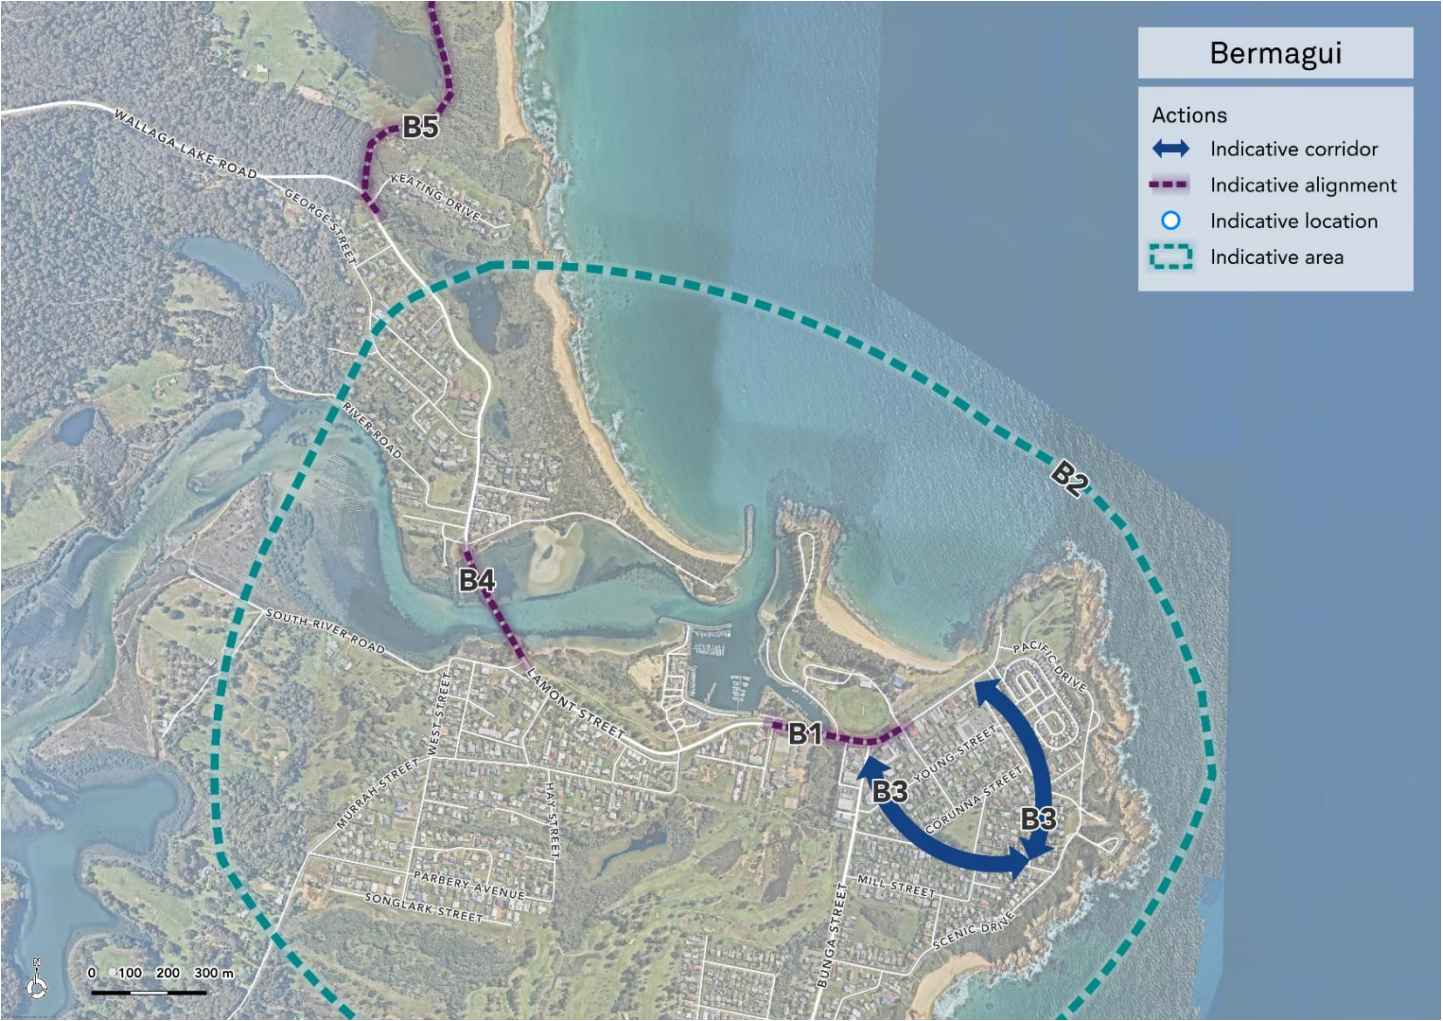 Bermagui
Actions
Indicative corridor
Indicative alignment
Indicative location
Indicative area
B5
WALLAGA LAKE ROAD
KEATING DRIVE
GEORGE STREET
RIVER ROAD
B2
B4
SOUTH RIVER ROAD
PACIFIC DRIVE
LAMONT STREET
WEST STREET
B1
YOUNG STREET
B3
MURRAH STREET
HAY STREET
CORUNNA STREET
B3
PARBERY AVENUE
MILL STREET
SONGLARK STREET
BUNGA STREET
SCENIC DRIVE
N
0 100 200 300 m